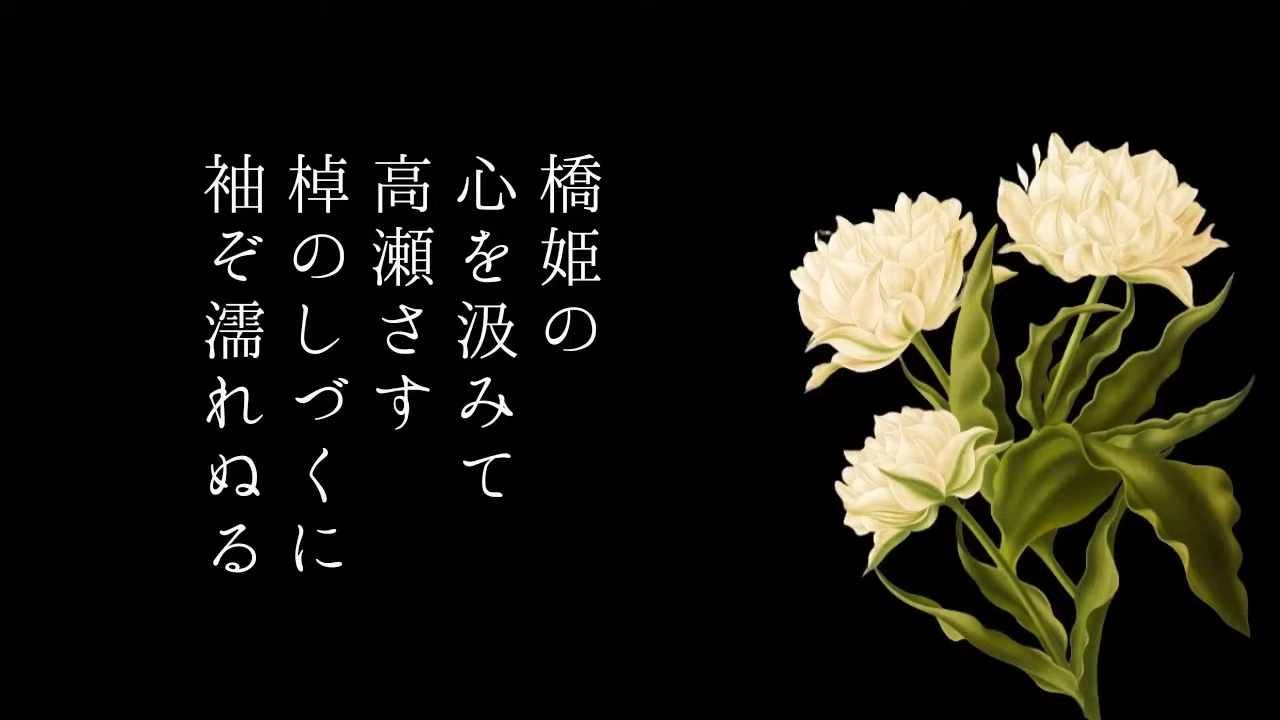 橋姫の
心を汲みて
高瀬さす
棹のしづくに
袖ぞ濡れぬる